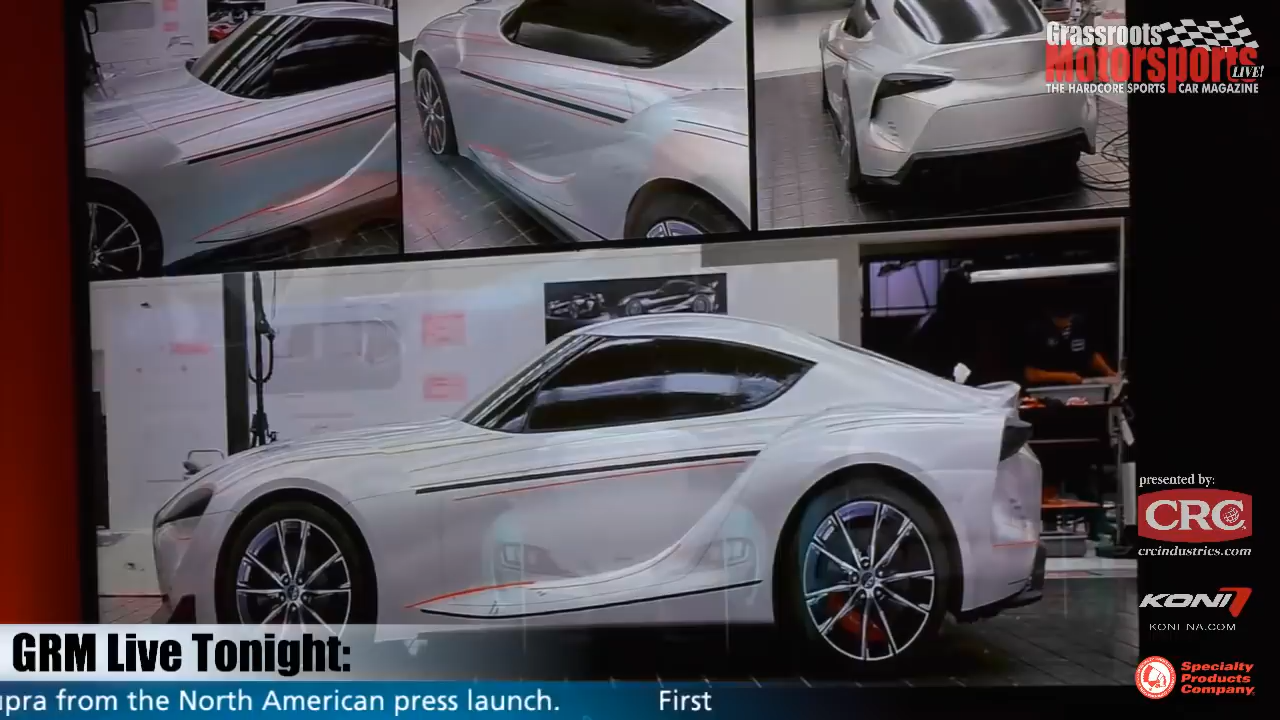 Grassroots
Motorsports
LIVE!
THE HARDCORE SPORTS CAR MAGAZINE
presented by:
CRC
crcindustries.com
KONI
KONI-NA.COM
Specialty
Products
Company
GRM Live Tonight:
from the North American press launch. First